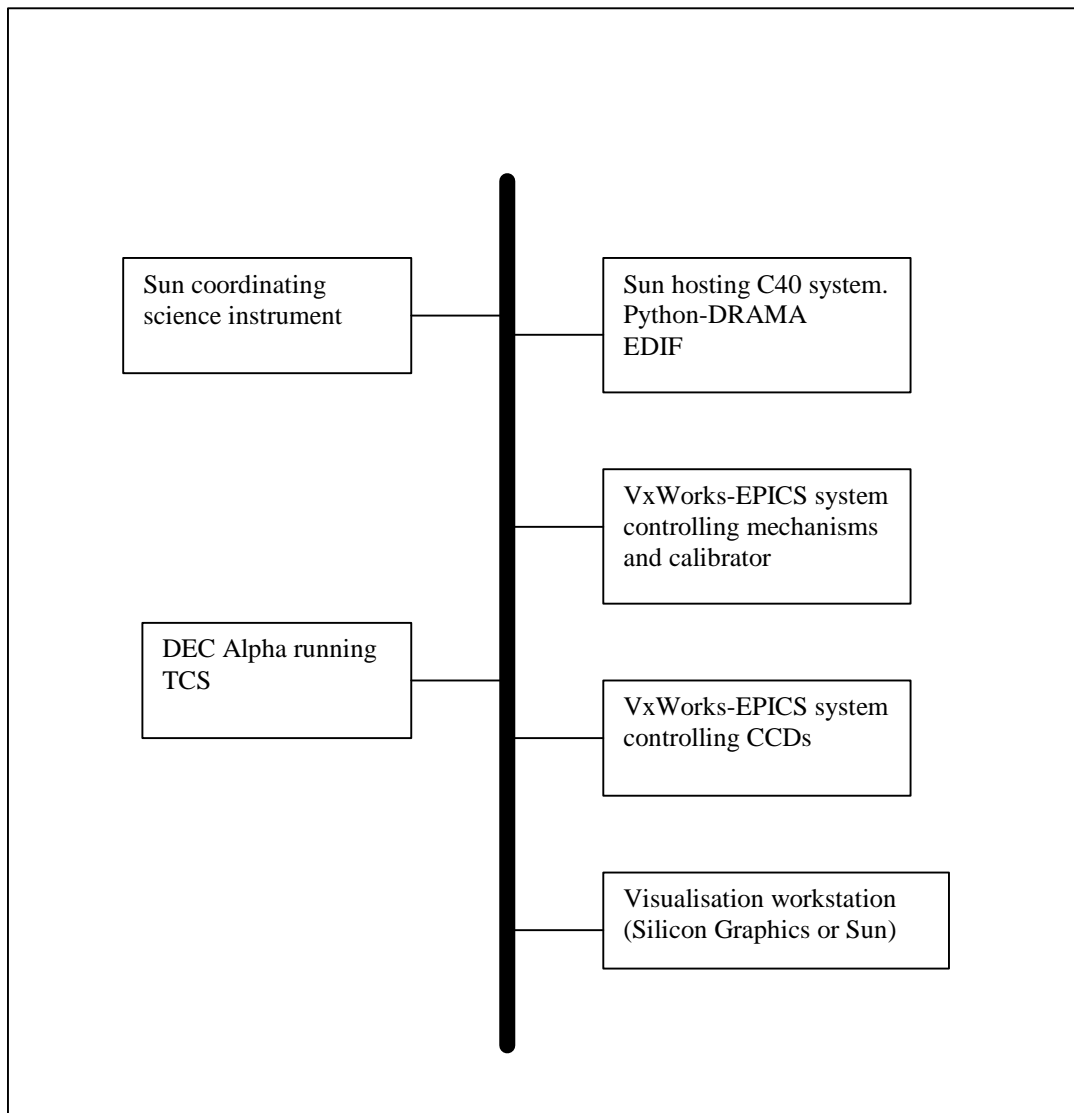 Sun coordinating
science instrument
Sun hosting C40 system.
Python-DRAMA
EDIF
VxWorks-EPICS system
controlling mechanisms
and calibrator
DEC Alpha running
TCS
VxWorks-EPICS system
controlling CCDs
Visualisation workstation
(Silicon Graphics or Sun)